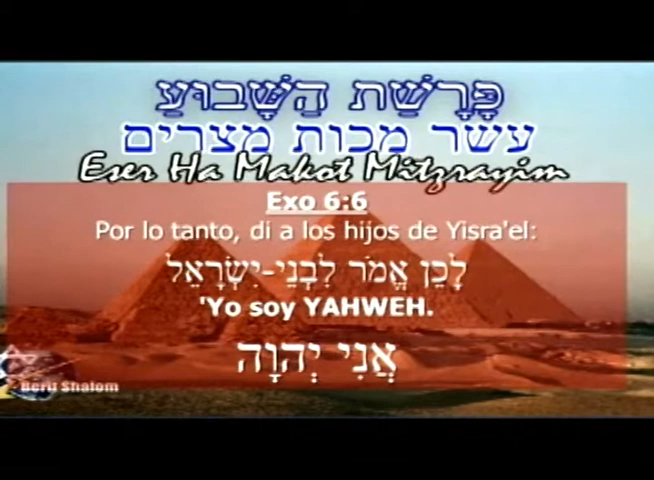 פָּרָשַׁת הַשָּׁבוּעַ
עשר מכות מצרים
Eser Ha Makot Mitzrayim
Exo 6:6
Por lo tanto, di a los hijos de Yisra'el:
לָכֵן אֱמֹר לִבְנֵי-יִשְׂרָאֵל
'Yo soy YAHWEH.
אֲנִי יְהוָה
Berit Shalom